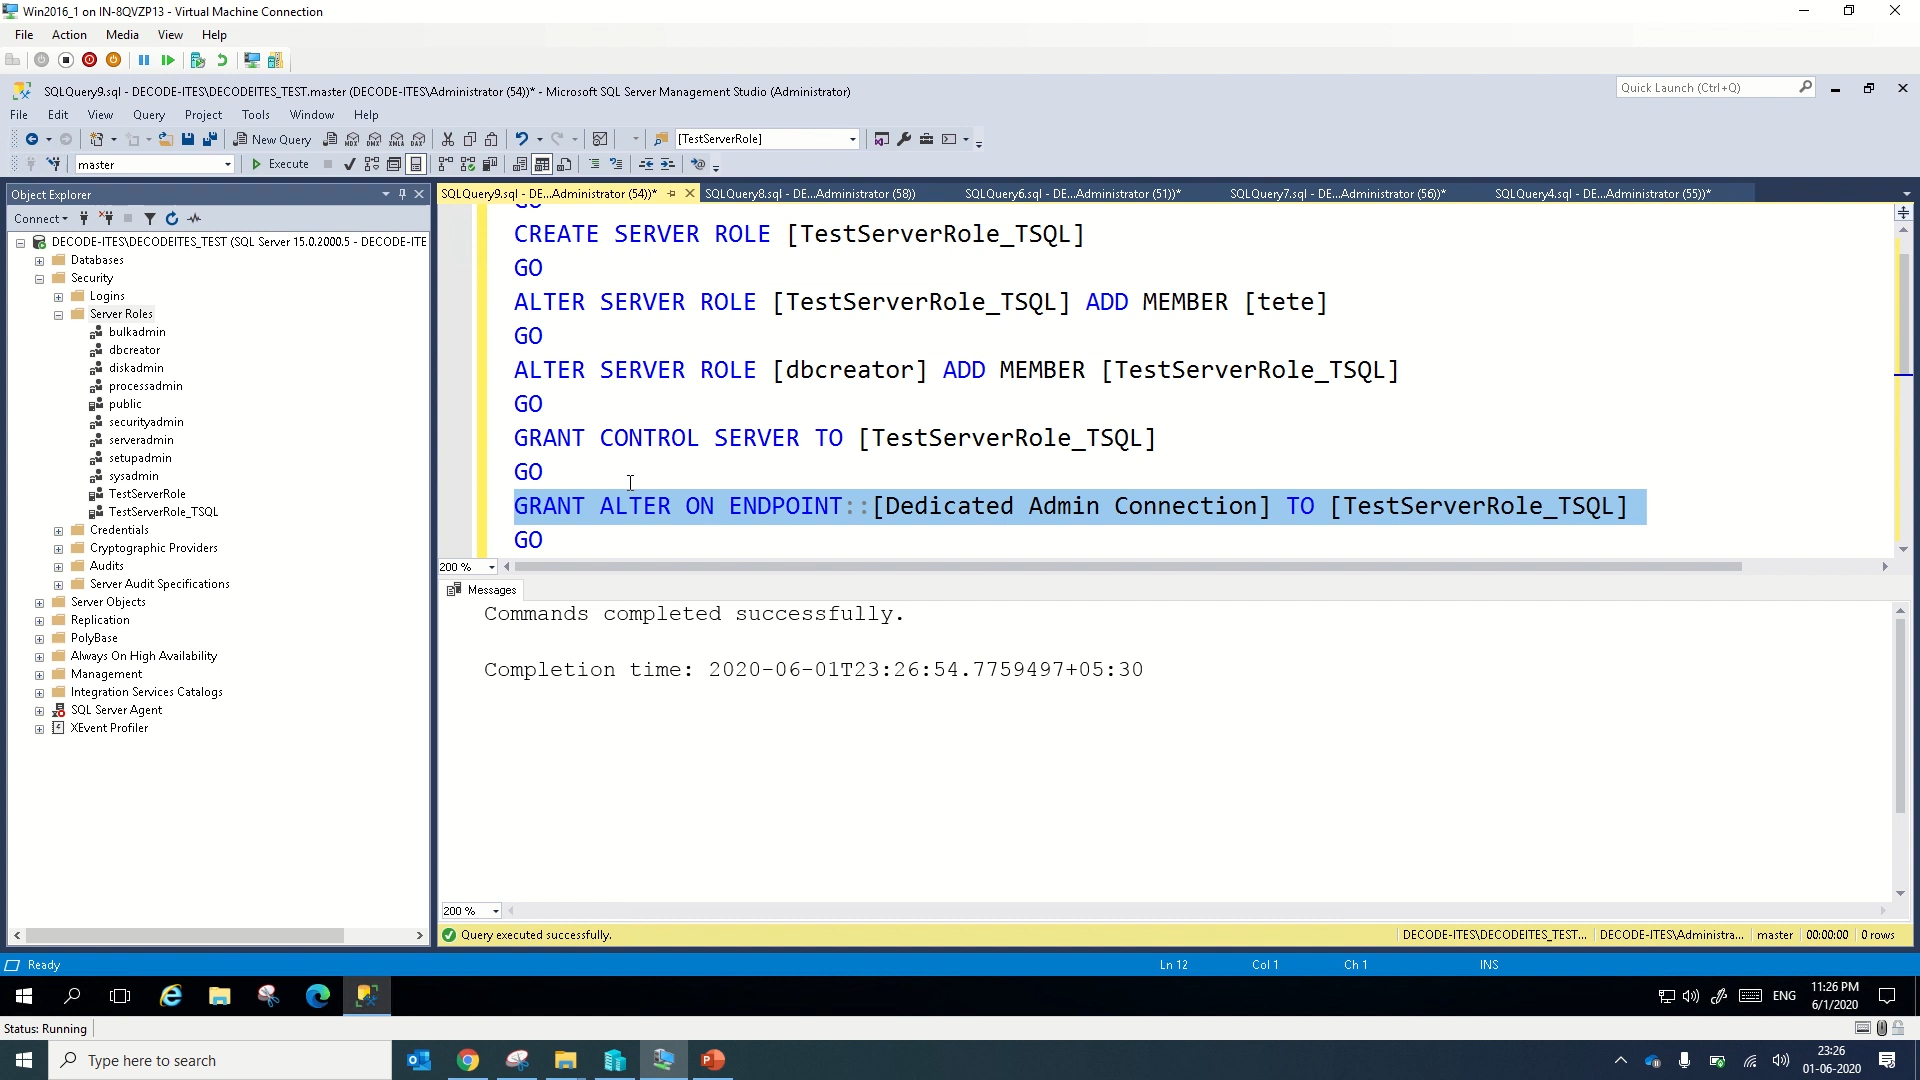 Win2016_1 on IN-8QVZP13 - Virtual Machine Connection
File Action Media View Help
SQLQuery9.sql - DECODE-ITES\DECODEITES_TEST.master (DECODE-ITES\Administrator (54))* - Microsoft SQL Server Management Studio (Administrator)
Quick Launch (Ctrl+Q)
File Edit View Query Project Tools Window Help
New Query
MDX DMX XMLA DAX
[TestServerRole]
master
Execute
Object Explorer
SQLQuery9.sql - DE...Administrator (54))*
SQLQuery8.sql - DE...Administrator (58))
SQLQuery6.sql - DE...Administrator (51))*
SQLQuery7.sql - DE...Administrator (56))*
SQLQuery4.sql - DE...Administrator (55))*
Connect
DECODE-ITES\DECODEITES_TEST (SQL Server 15.0.2000.5 - DECODE-ITE
Databases
Security
Logins
Server Roles
bulkadmin
dbcreator
diskadmin
processadmin
public
securityadmin
serveradmin
setupadmin
sysadmin
TestServerRole
TestServerRole_TSQL
Credentials
Cryptographic Providers
Audits
Server Audit Specifications
Server Objects
Replication
PolyBase
Always On High Availability
Management
Integration Services Catalogs
SQL Server Agent
XEvent Profiler
GO
CREATE SERVER ROLE [TestServerRole_TSQL]
GO
ALTER SERVER ROLE [TestServerRole_TSQL] ADD MEMBER [tete]
GO
ALTER SERVER ROLE [dbcreator] ADD MEMBER [TestServerRole_TSQL]
GO
GRANT CONTROL SERVER TO [TestServerRole_TSQL]
GO
GRANT ALTER ON ENDPOINT::[Dedicated Admin Connection] TO [TestServerRole_TSQL]
GO
200 %
Messages
Commands completed successfully.
Completion time: 2020-06-01T23:26:54.7759497+05:30
200 %
Query executed successfully.
DECODE-ITES\DECODEITES_TEST... DECODE-ITES\Administra... master 00:00:00 0 rows
Ready
Ln 12 Col 1 Ch 1 INS
ENG
11:26 PM
6/1/2020
Status: Running
Type here to search
23:26
01-06-2020